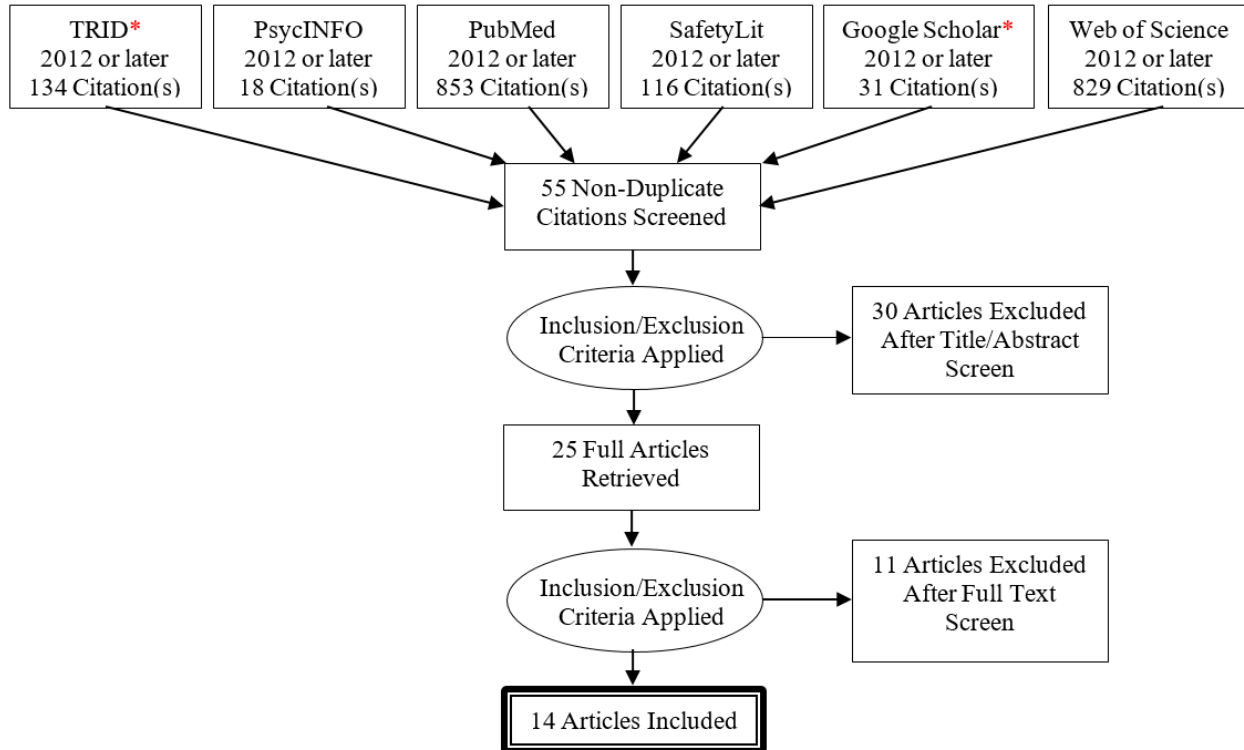 TRID*
2012 or later
134 Citation(s)
PsycINFO
2012 or later
18 Citation(s)
PubMed
2012 or later
853 Citation(s)
SafetyLit
2012 or later
116 Citation(s)
Google Scholar*
2012 or later
31 Citation(s)
Web of Science
2012 or later
829 Citation(s)
55 Non-Duplicate
Citations Screened
Inclusion/Exclusion
Criteria Applied
30 Articles Excluded
After Title/Abstract
Screen
25 Full Articles
Retrieved
Inclusion/Exclusion
Criteria Applied
11 Articles Excluded
After Full Text
Screen
14 Articles Included